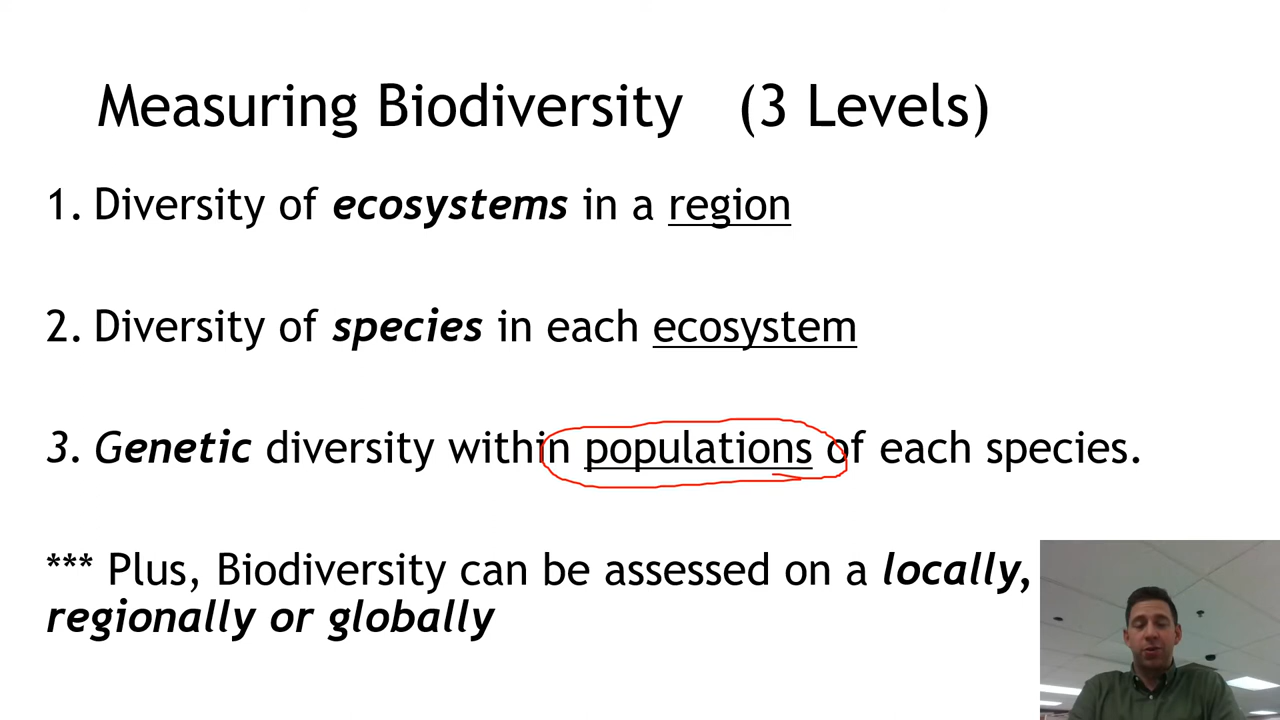 Measuring Biodiversity (3 Levels)
1. Diversity of ecosystems in a region
2. Diversity of species in each ecosystem
3. Genetic diversity within populations of each species.
*** Plus, Biodiversity can be assessed on a locally,
regionally or globally